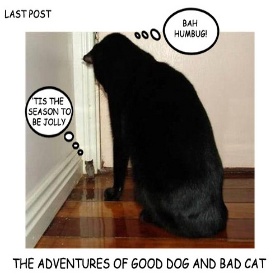 LAST POST
BAH
HUMBUG!
'TIS THE
SEASON TO
BE JOLLY
THE ADVENTURES OF GOOD DOG AND BAD CAT